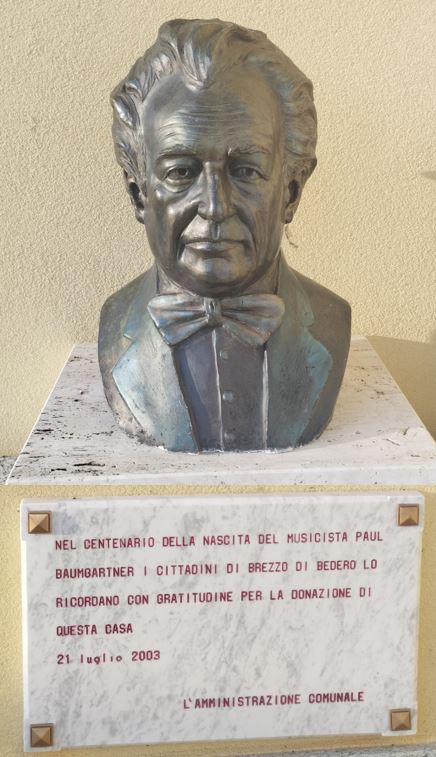 NEL CENTENARIO DELLA NASCITA DEL MUSICISTA PAUL
BAUMGARTNER I CITTADINI DI BREZZO DI BEDERO LO
RICORDANO CON GRATITUDINE PER LA DONAZIONE DI
QUESTA CASA
21 luglio 2003
L'AMMINISTRAZIONE COMUNALE